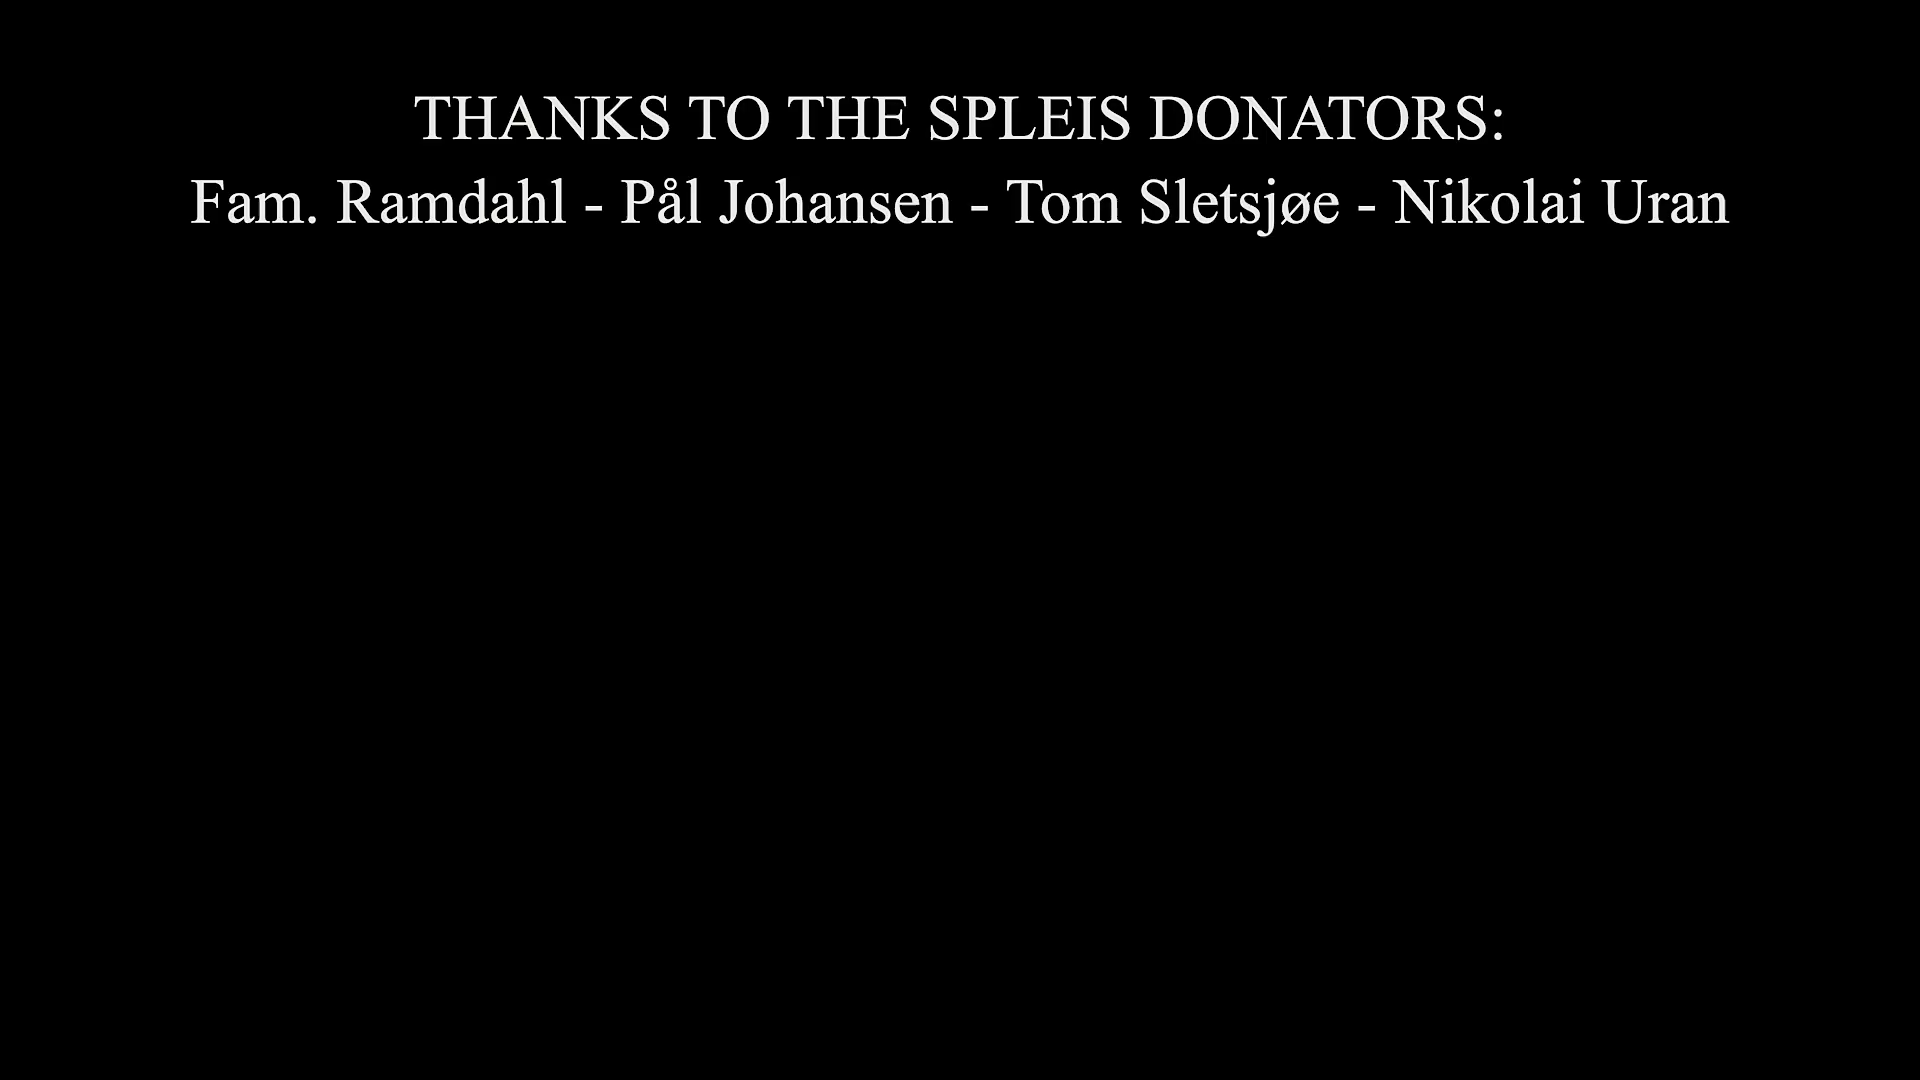 THANKS TO THE SPLEIS DONATORS:
Fam. Ramdahl - Pål Johansen - Tom Sletsjøe - Nikolai Uran